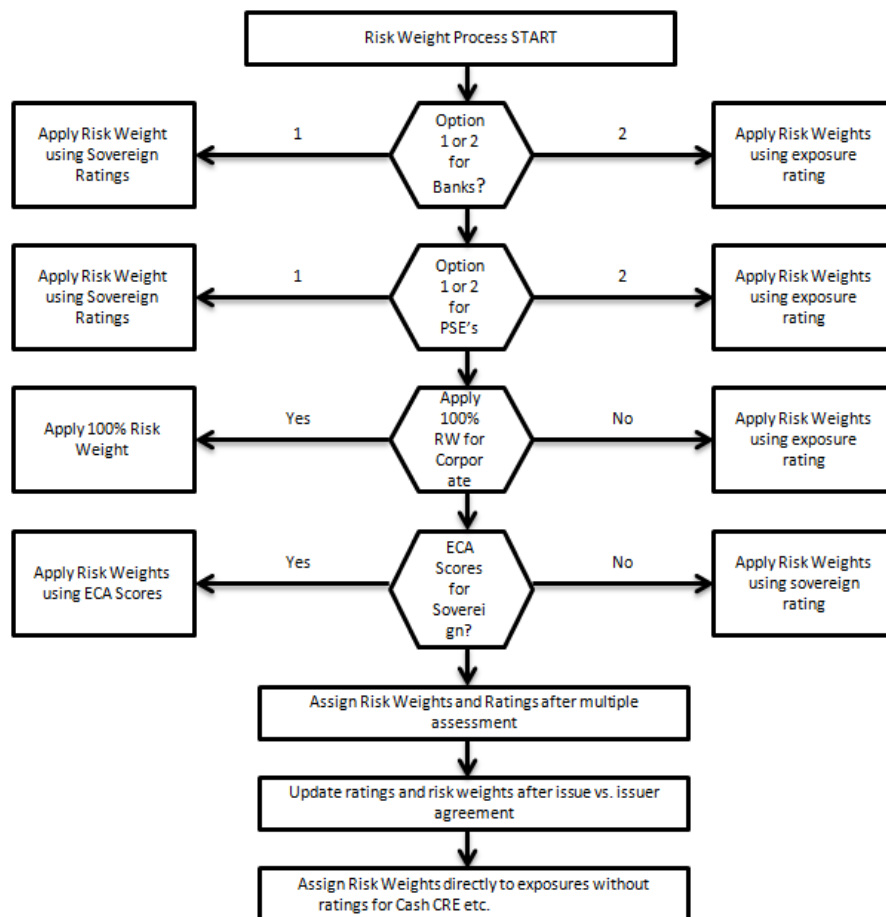 Risk Weight Process START
Option
1 or 2
for
Banks?
1
2
Apply Risk Weight
using Sovereign
Ratings
Apply Risk Weights
using exposure
rating
Option
1 or 2
for
PSE's
1
2
Apply Risk Weight
using Sovereign
Ratings
Apply Risk Weights
using exposure
rating
Apply
100%
RW for
Corpor
ate
Yes
No
Apply 100% Risk
Weight
Apply Risk Weights
using exposure
rating
ECA
Scores
for
Soverei
gn?
Yes
No
Apply Risk Weights
using ECA Scores
Apply Risk Weights
using sovereign
rating
Assign Risk Weights and Ratings after multiple
assessment
Update ratings and risk weights after issue vs. issuer
agreement
Assign Risk Weights directly to exposures without
ratings for Cash CRE etc.